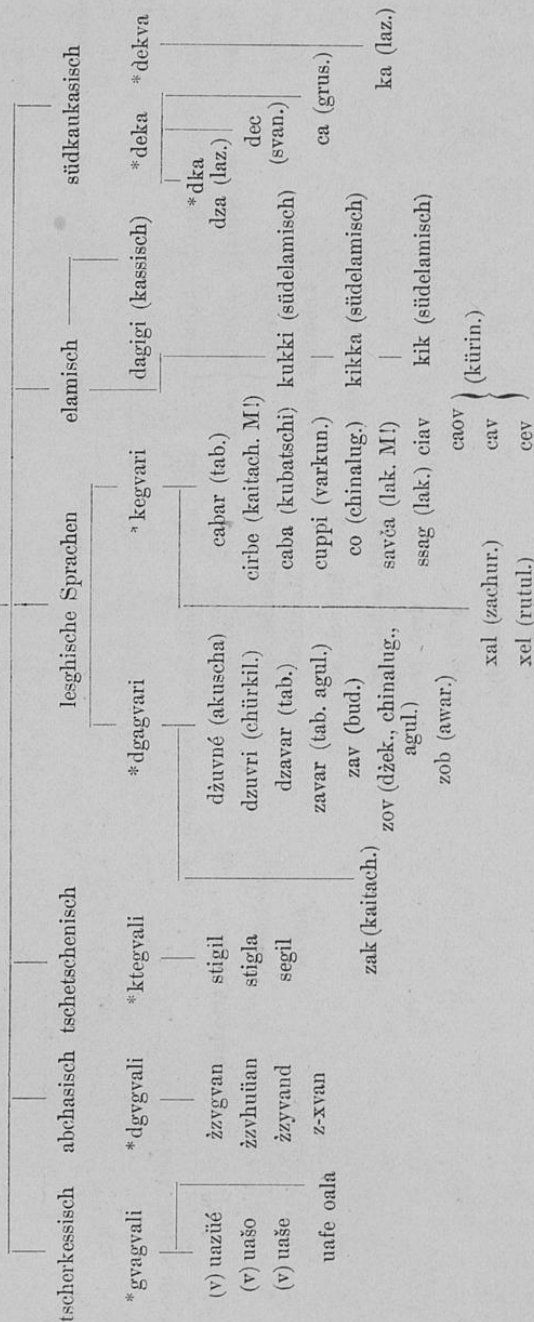 tscherkessisch abchasisch tschetschenisch lesghische Sprachen elamisch südkaukasisch
*gvagvali *dgvgvali *ktegvali *dgagvari *kegvari dagigi (kassisch) *deka *dekva
(v) uazüé
(v) uašo
(v) uaše
uafe oala
żzvgvan
żzvhuüan
żzyvand
z-xvan
stigil
stigla
segil
dżuvné (akuscha)
dzuvri (chürkil.)
dzavar (tab.)
zavar (tab. agul.)
zav (bud.)
zov (džek., chinalug., agul.)
zob (awar.)
zak (kaitach.)
cabar (tab.)
cirbe (kaitach. M!)
caba (kubatschi)
cuppi (varkun.)
co (chinalug.)
savča (lak. M!)
ssag (lak.) ciav
caov
cav } (kürin.)
cev }
xal (zachur.)
xel (rutul.)
kukki (südelamisch)
kikka (südelamisch)
kik (südelamisch)
*dka
dza (laz.)
dec (svan.)
ca (grus.)
ka (laz.)